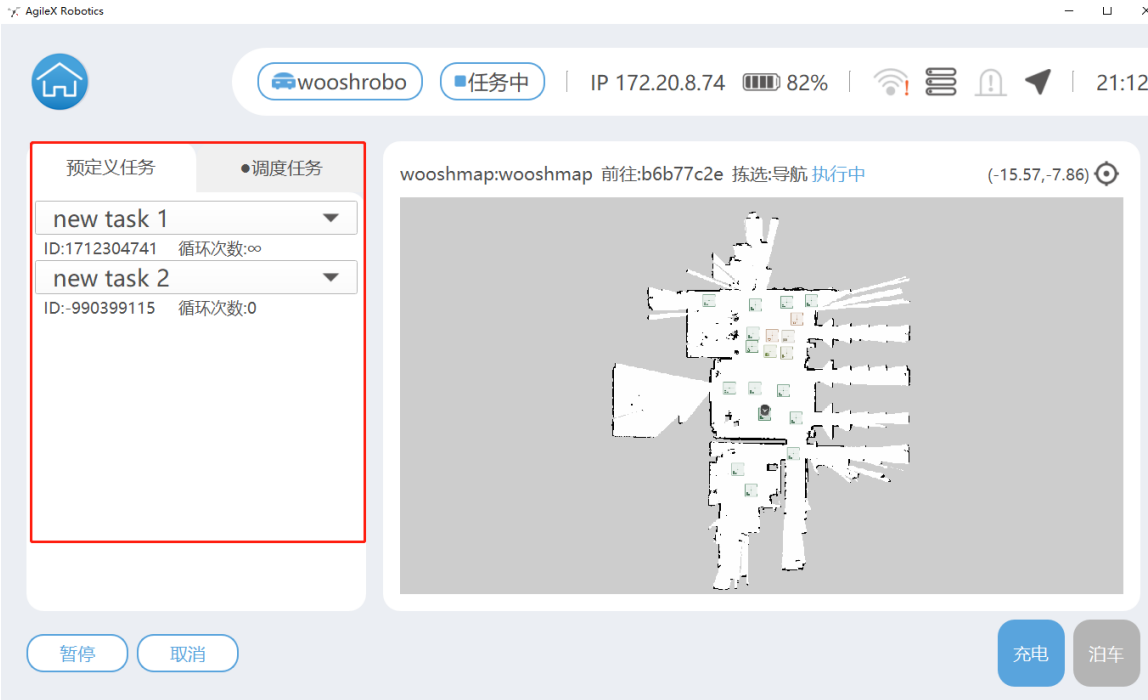 AgileX Robotics
wooshrobo 任务中 IP 172.20.8.74 82% 21:12
预定义任务 ●调度任务
new task 1
ID:1712304741 循环次数:∞
new task 2
ID:-990399115 循环次数:0
wooshmap:wooshmap 前往:b6b77c2e 拣选:导航 执行中 (-15.57,-7.86)
暂停 取消 充电 泊车